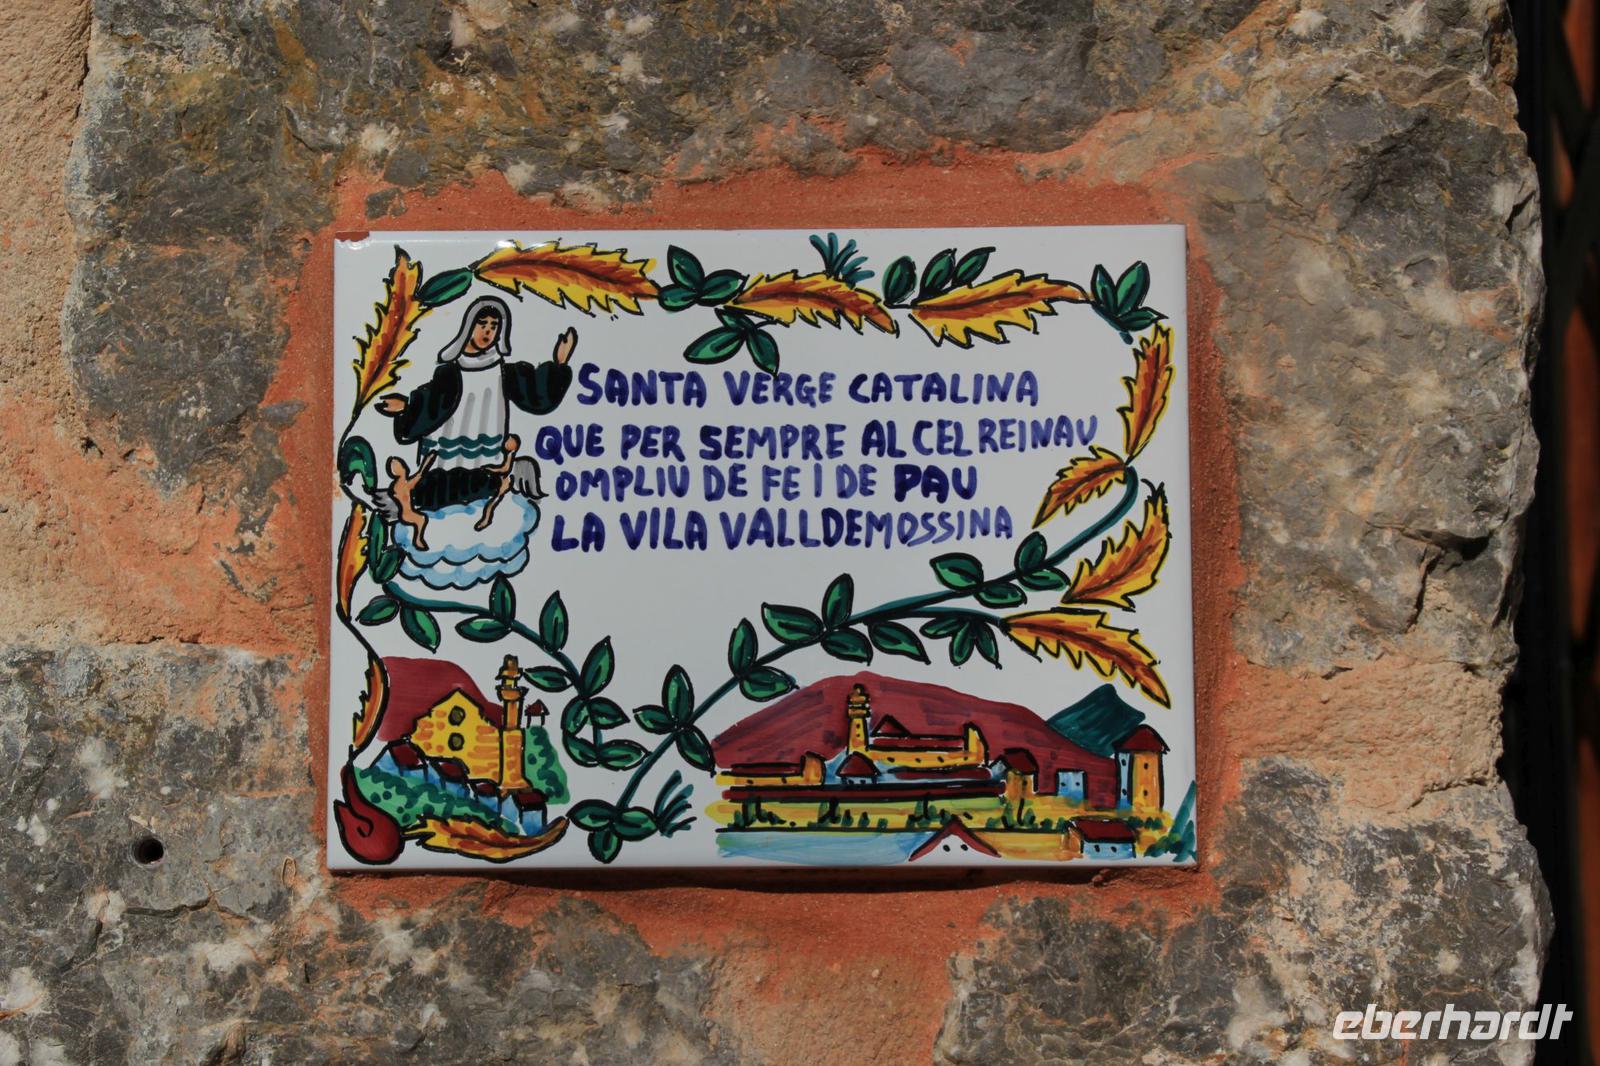 SANTA VERGE CATALINA
QUE PER SEMPRE AL CEL REINAU
OMPLIU DE FE I DE PAU
LA VILA VALLDEMOSSINA
eberhardt